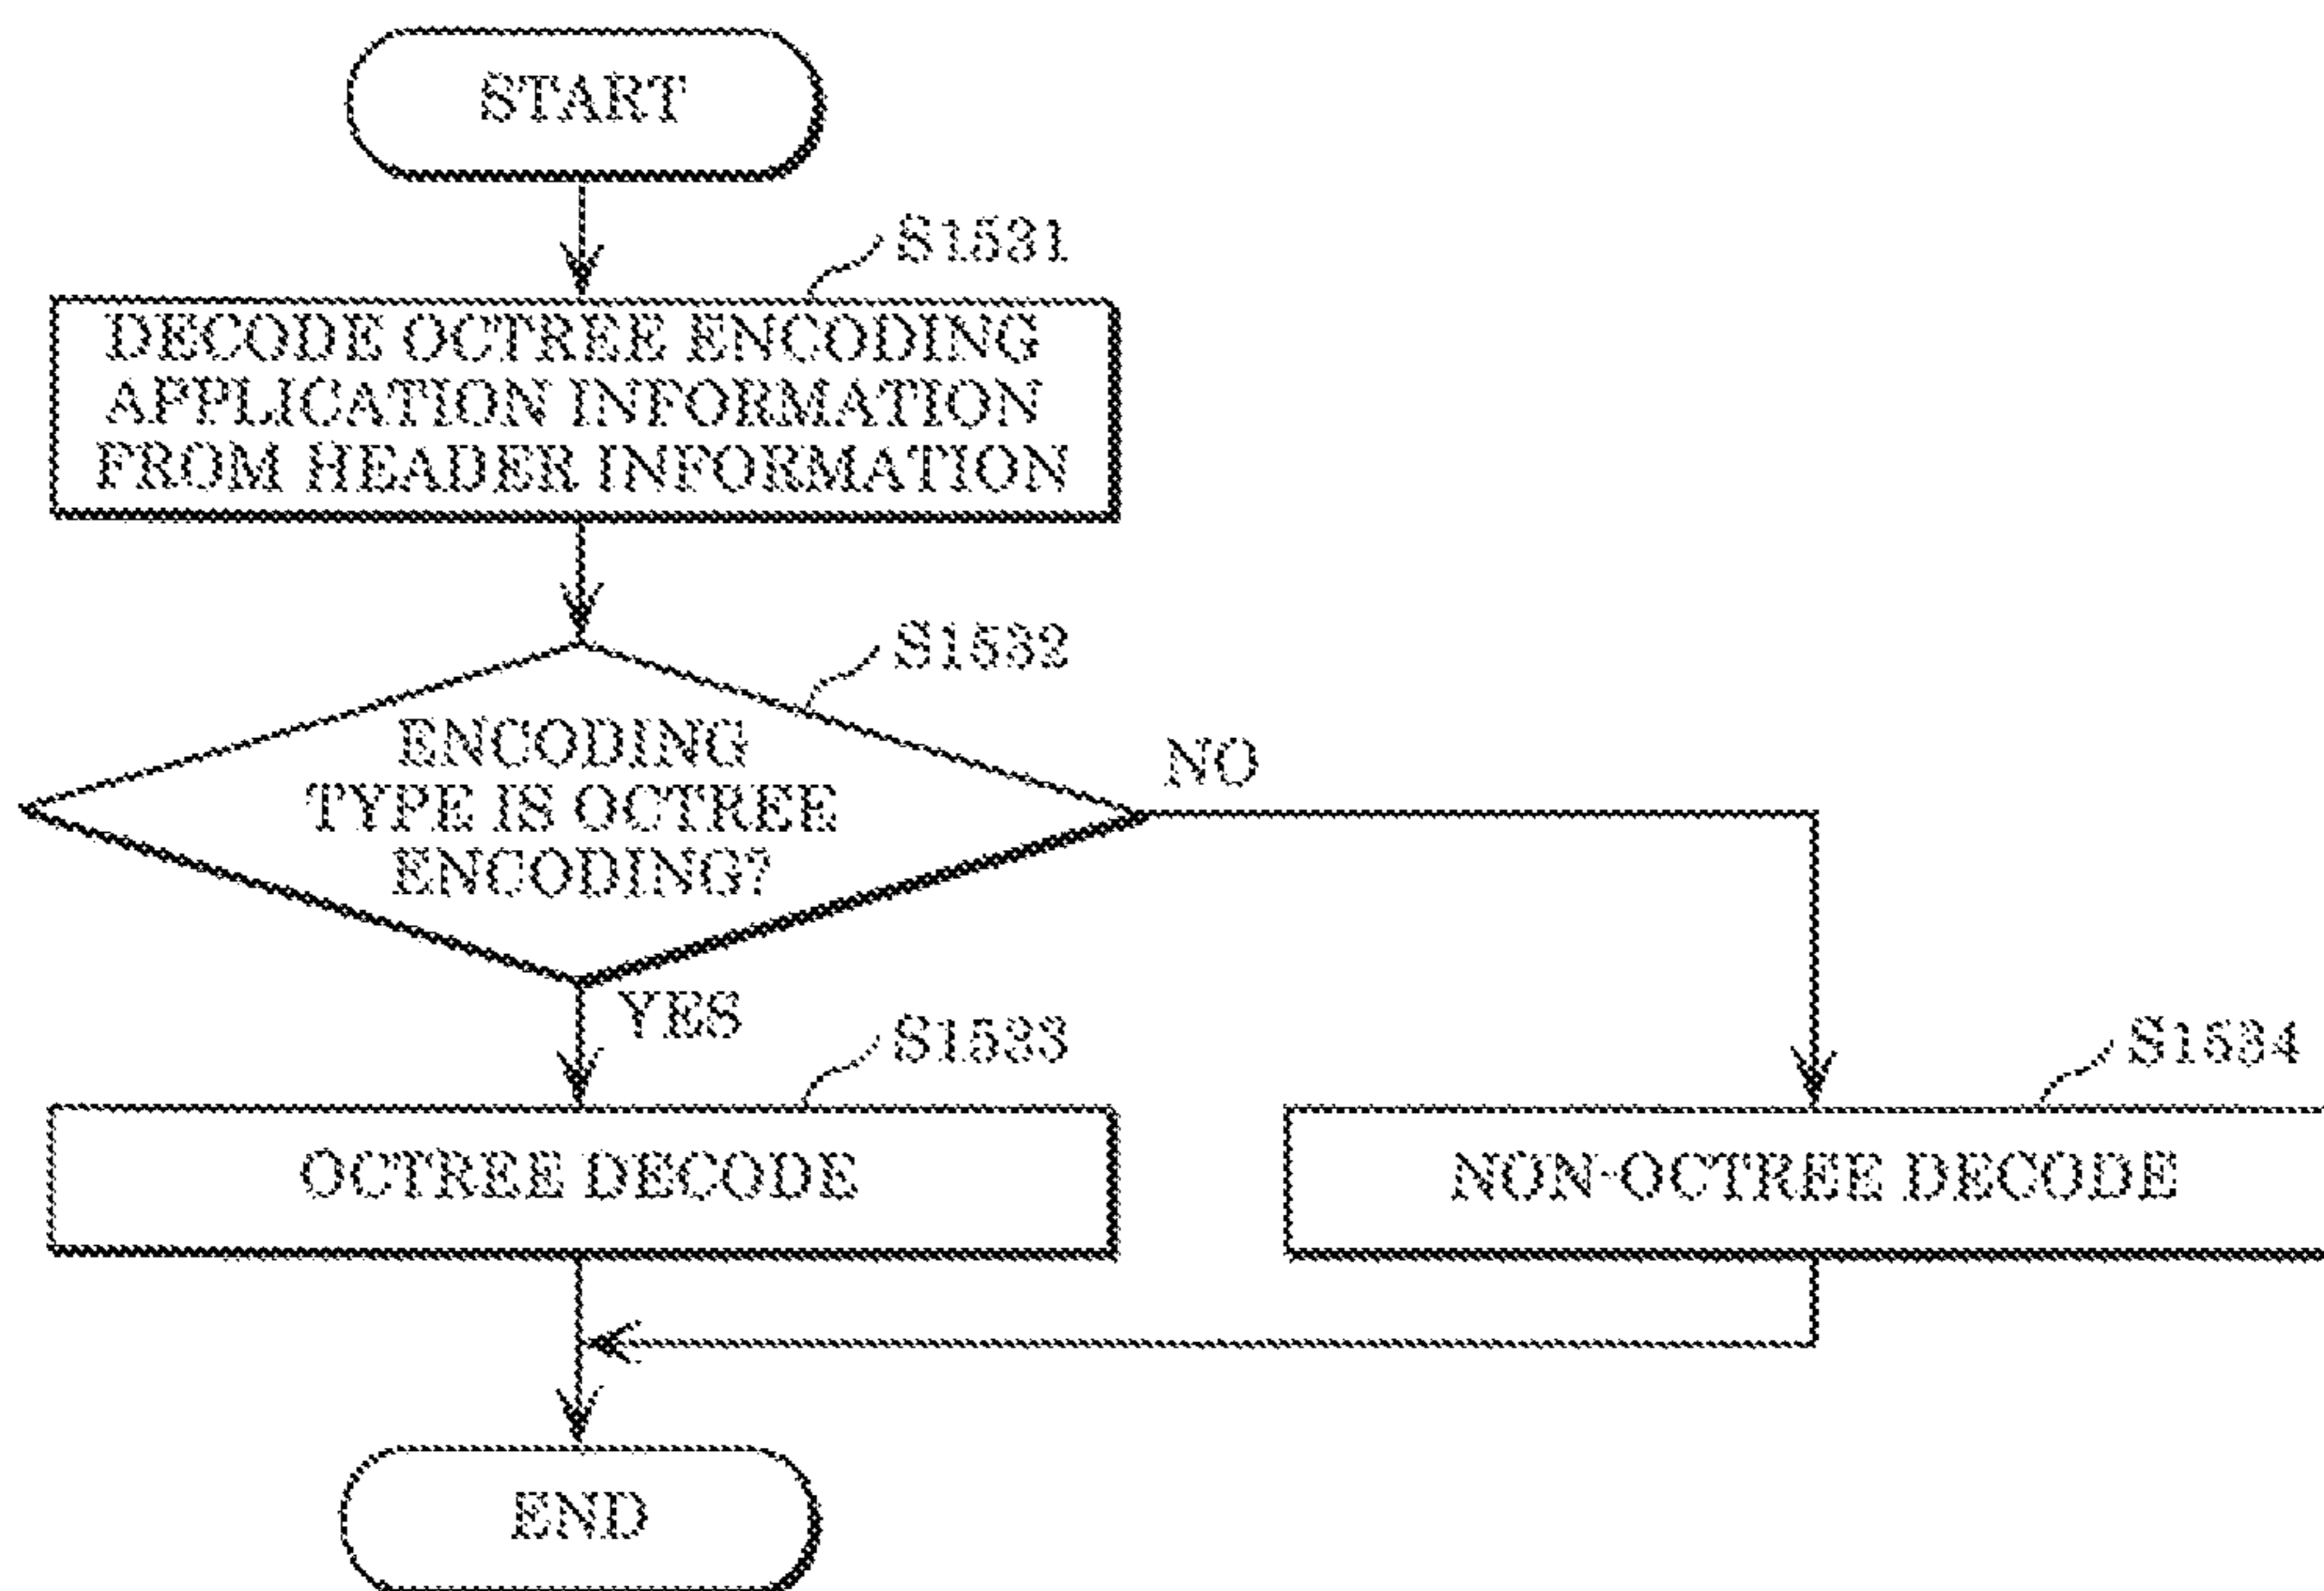 START
S1531
DECODE OCTREE ENCODING
APPLICATION INFORMATION
FROM HEADER INFORMATION
S1532
ENCODING
TYPE IS OCTREE
ENCODING?
NO
YES
S1533
S1534
OCTREE DECODE
NON-OCTREE DECODE
END